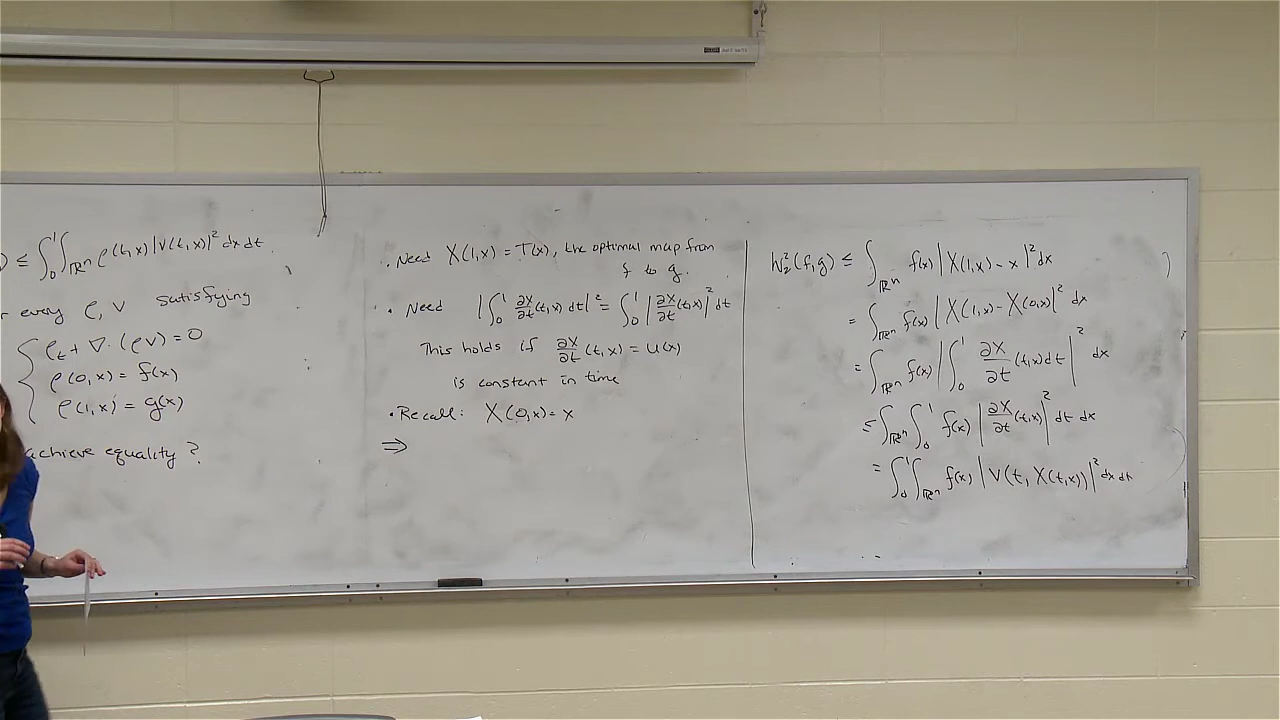 ) ≤ ∫₀¹∫_ℝⁿ ρ(t,x)|V(t,x)|² dx dt.
r every ρ, V satisfying
ρ_t + ∇·(ρV) = 0
ρ(0,x) = f(x)
ρ(1,x) = g(x)
achieve equality?
· Need X(1,x) = T(x), the optimal map from
f to g.
· Need |∫₀¹ ∂X/∂t (t,x) dt|² = ∫₀¹ |∂X/∂t (t,x)|² dt
This holds if ∂X/∂t (t,x) = u(x)
is constant in time
· Recall: X(0,x) = x
⇒
W₂²(f,g) ≤ ∫_ℝⁿ f(x)|X(1,x) - x|² dx
= ∫_ℝⁿ f(x)|X(1,x) - X(0,x)|² dx
= ∫_ℝⁿ f(x)|∫₀¹ ∂X/∂t (t,x) dt|² dx
≤ ∫_ℝⁿ ∫₀¹ f(x)|∂X/∂t (t,x)|² dt dx
= ∫₀¹∫_ℝⁿ f(x)|V(t, X(t,x))|² dx dt